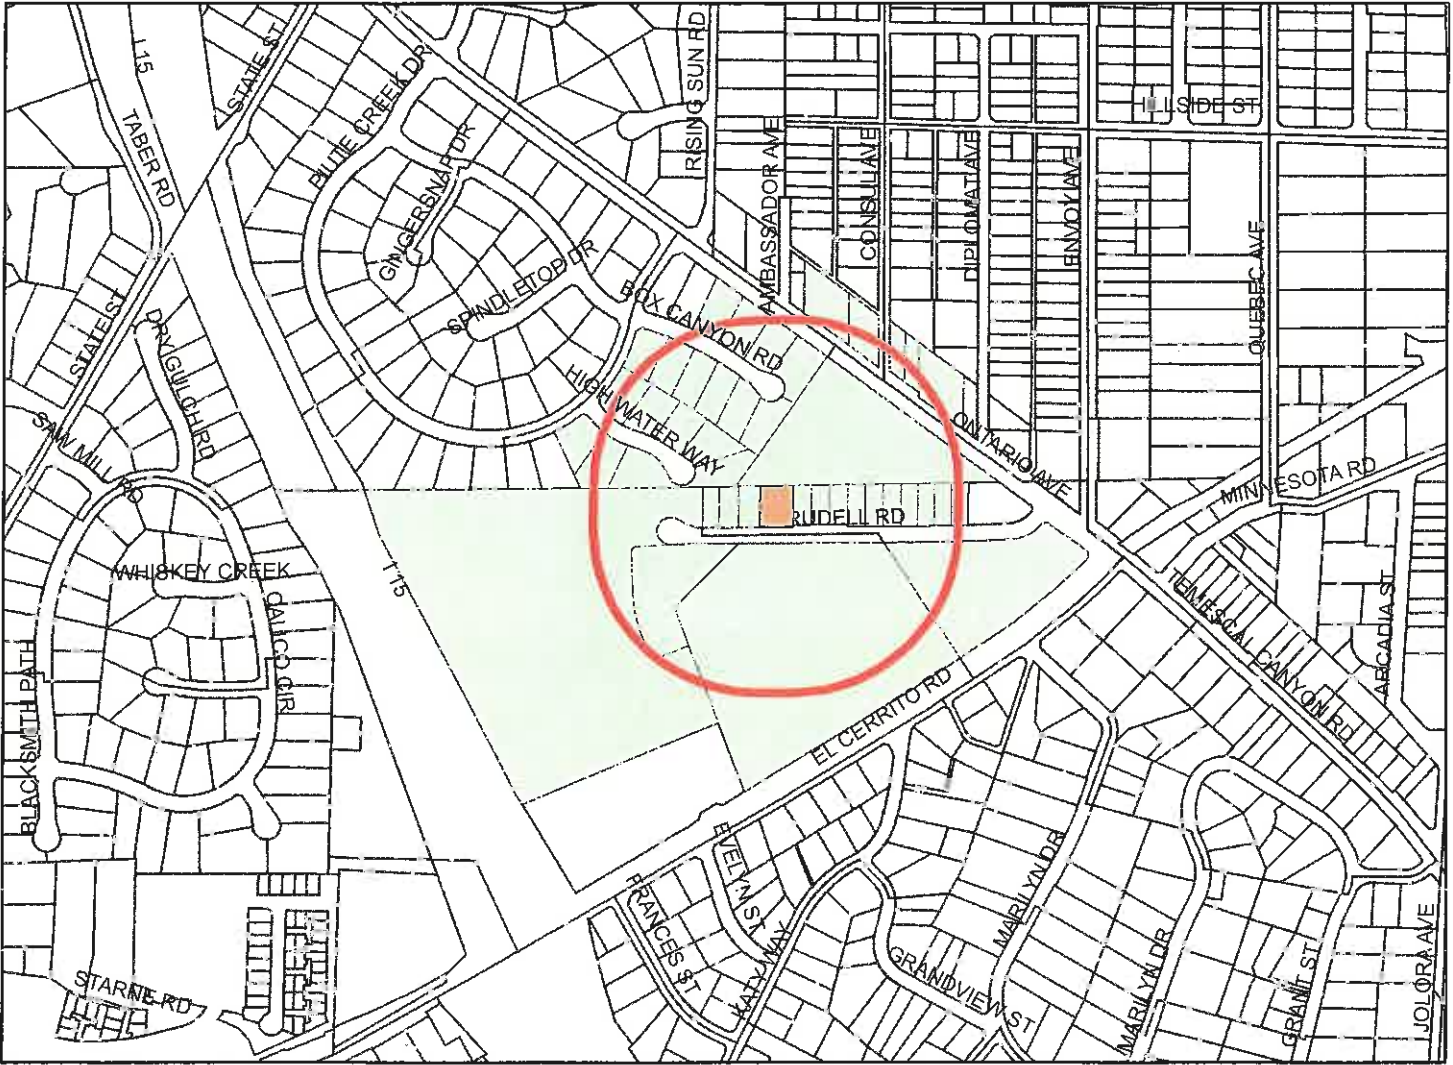 I 15
STATE ST
RISING SUN RD
PIUTE CREEK DR
HILLSIDE ST
TABER RD
GINGERSNAP DR
AMBASSADOR AVE
CONSUL AVE
DIPLOMAT AVE
ENVOY AVE
QUEBEC AVE
SPINDLETOP DR
BOX CANYON RD
STATE ST
DRY GULCH RD
HIGH WATER WAY
SAW MILL RD
ONTARIO AVE
MINNESOTA RD
RUDELL RD
WHISKEY CREEK
I 15
CALICO CIR
TEMESCAL CANYON RD
ARCADIA ST
BLACKSMITH PATH
EL CERRITO RD
EVELYN ST
FRANCES ST
KATY WAY
MARILYN DR
GRANDVIEW ST
MARILYN DR
GRANT ST
JOLORA AVE
STARNE RD